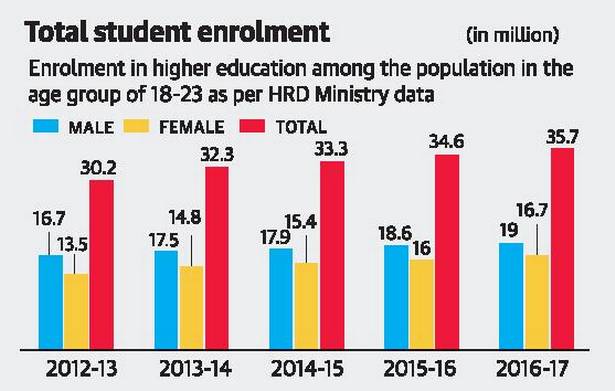 Total student enrolment (in million)
Enrolment in higher education among the population in the
age group of 18-23 as per HRD Ministry data
MALE FEMALE TOTAL
16.7 13.5 30.2
17.5 14.8 32.3
17.9 15.4 33.3
18.6 16 34.6
19 16.7 35.7
2012-13 2013-14 2014-15 2015-16 2016-17